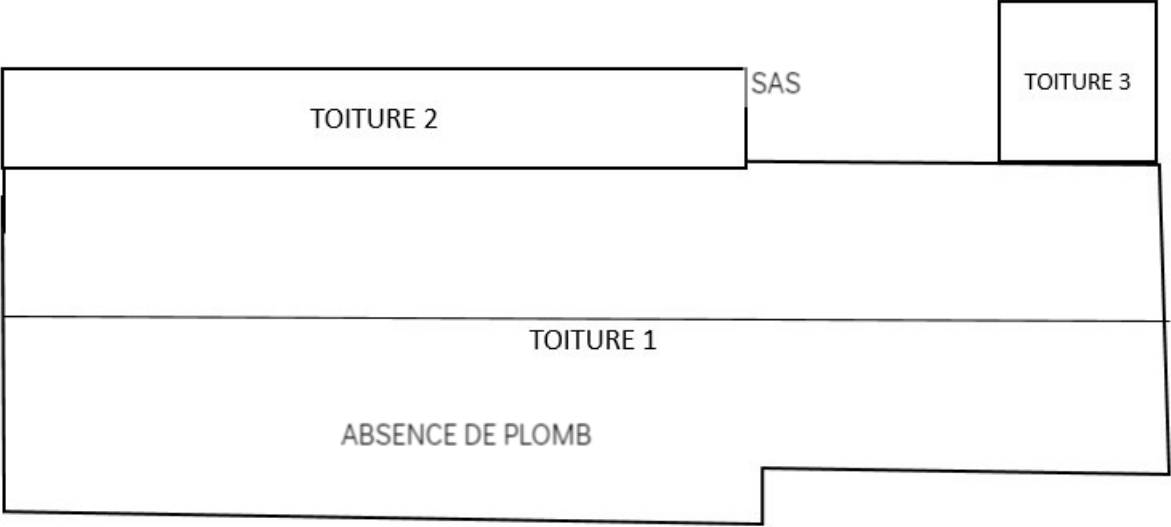 TOITURE 3
SAS
TOITURE 2
TOITURE 1
ABSENCE DE PLOMB